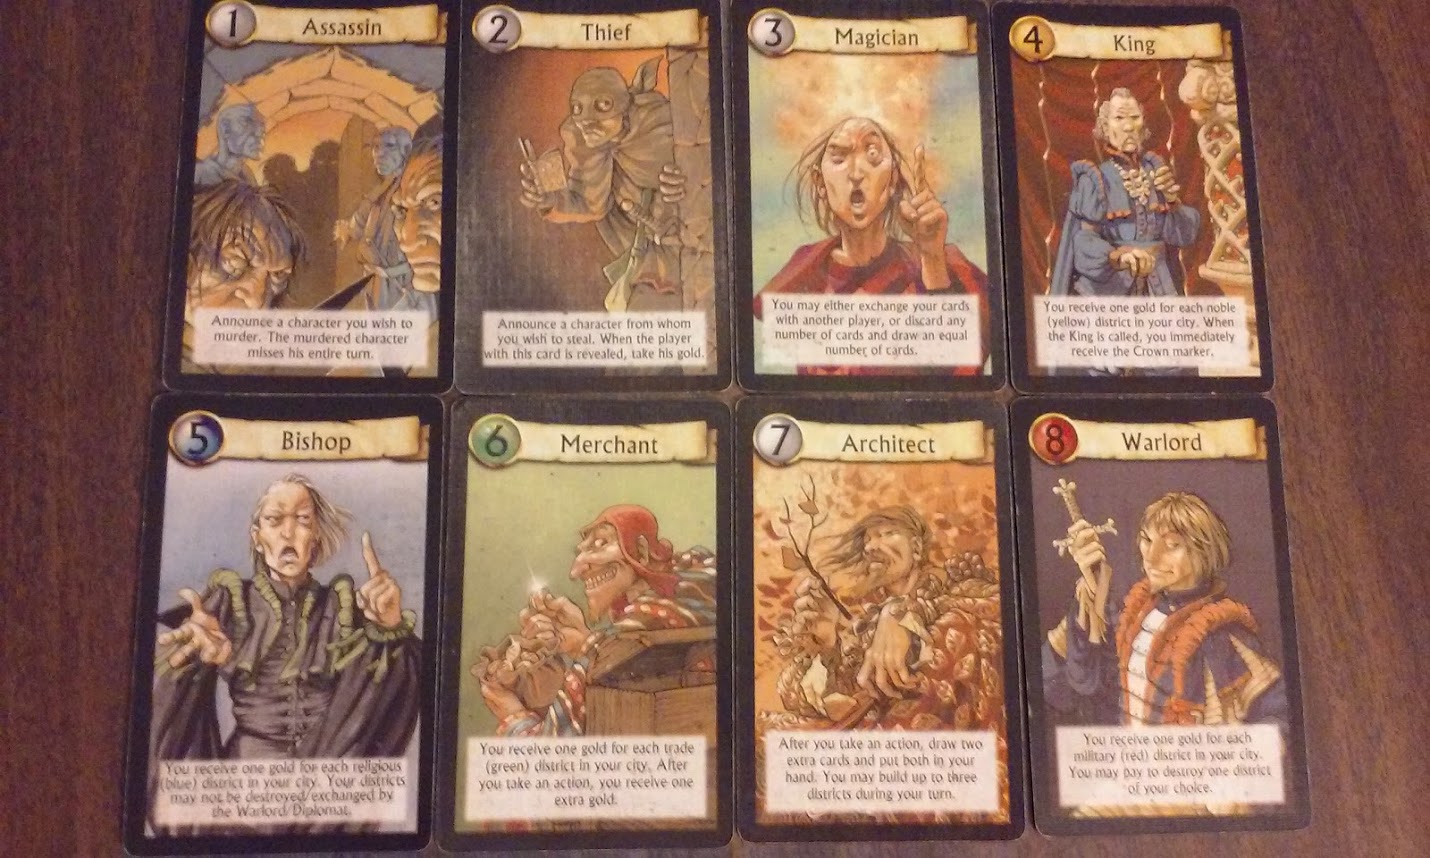 1 Assassin
Announce a character you wish to
murder. The murdered character
misses his entire turn.
2 Thief
Announce a character from whom
you wish to steal. When the player
with this card is revealed, take his gold.
3 Magician
You may either exchange your cards
with another player, or discard any
number of cards and draw an equal
number of cards.
4 King
You receive one gold for each noble
(yellow) district in your city. When
the King is called, you immediately
receive the Crown marker.
5 Bishop
You receive one gold for each religious
(blue) district in your city. Your districts
may not be destroyed/exchanged by
the Warlord/Diplomat.
6 Merchant
You receive one gold for each trade
(green) district in your city. After
you take an action, you receive one
extra gold.
7 Architect
After you take an action, draw two
extra cards and put both in your
hand. You may build up to three
districts during your turn.
8 Warlord
You receive one gold for each
military (red) district in your city.
You may pay to destroy one district
of your choice.